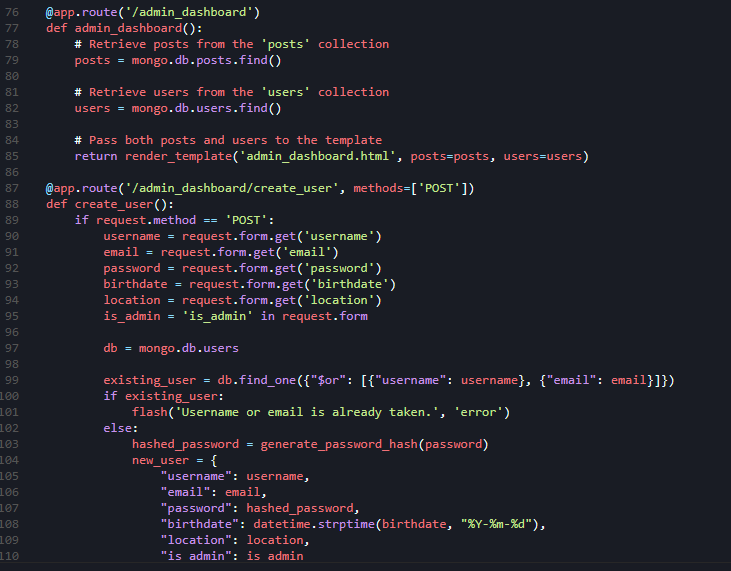 76 @app.route('/admin_dashboard')
77 def admin_dashboard():
78     # Retrieve posts from the 'posts' collection
79     posts = mongo.db.posts.find()
80
81     # Retrieve users from the 'users' collection
82     users = mongo.db.users.find()
83
84     # Pass both posts and users to the template
85     return render_template('admin_dashboard.html', posts=posts, users=users)
86
87 @app.route('/admin_dashboard/create_user', methods=['POST'])
88 def create_user():
89     if request.method == 'POST':
90         username = request.form.get('username')
91         email = request.form.get('email')
92         password = request.form.get('password')
93         birthdate = request.form.get('birthdate')
94         location = request.form.get('location')
95         is_admin = 'is_admin' in request.form
96
97         db = mongo.db.users
98
99         existing_user = db.find_one({"$or": [{"username": username}, {"email": email}]})
100         if existing_user:
101             flash('Username or email is already taken.', 'error')
102         else:
103             hashed_password = generate_password_hash(password)
104             new_user = {
105                 "username": username,
106                 "email": email,
107                 "password": hashed_password,
108                 "birthdate": datetime.strptime(birthdate, "%Y-%m-%d"),
109                 "location": location,
110                 "is_admin": is_admin